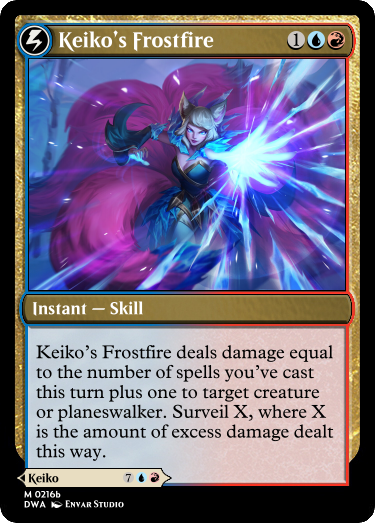 Keiko's Frostfire 1
Instant — Skill
Keiko's Frostfire deals damage equal
to the number of spells you've cast
this turn plus one to target creature
or planeswalker. Surveil X, where X
is the amount of excess damage dealt
this way.
Keiko 7
M 0216b
DWA Envar Studio